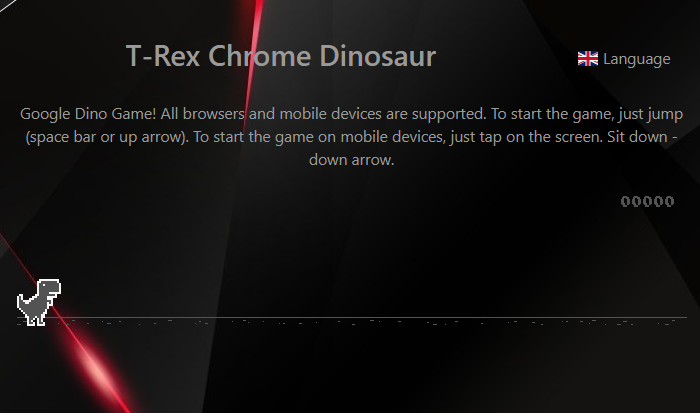 T-Rex Chrome Dinosaur
Language
Google Dino Game! All browsers and mobile devices are supported. To start the game, just jump
(space bar or up arrow). To start the game on mobile devices, just tap on the screen. Sit down -
down arrow.
00000